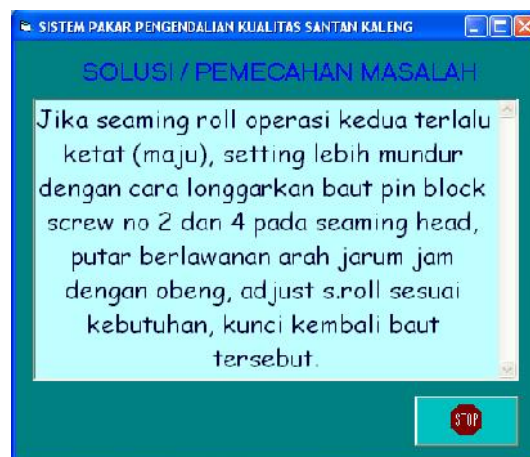 SISTEM PAKAR PENGENDALIAN KUALITAS SANTAN KALENG
SOLUSI / PEMECAHAN MASALAH
Jika seaming roll operasi kedua terlalu
ketat (maju), setting lebih mundur
dengan cara longgarkan baut pin block
screw no 2 dan 4 pada seaming head,
putar berlawanan arah jarum jam
dengan obeng, adjust s.roll sesuai
kebutuhan, kunci kembali baut
tersebut.
STOP